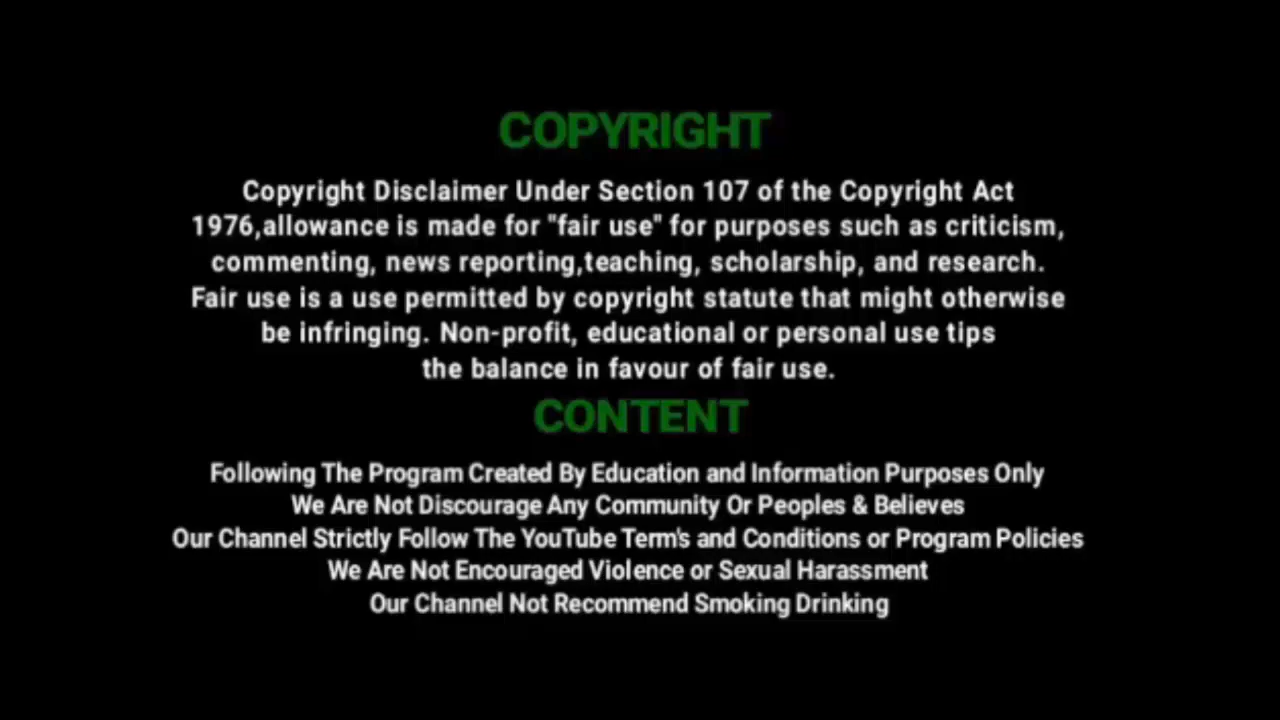 COPYRIGHT
Copyright Disclaimer Under Section 107 of the Copyright Act
1976,allowance is made for "fair use" for purposes such as criticism,
commenting, news reporting,teaching, scholarship, and research.
Fair use is a use permitted by copyright statute that might otherwise
be infringing. Non-profit, educational or personal use tips
the balance in favour of fair use.
CONTENT
Following The Program Created By Education and Information Purposes Only
We Are Not Discourage Any Community Or Peoples & Believes
Our Channel Strictly Follow The YouTube Term's and Conditions or Program Policies
We Are Not Encouraged Violence or Sexual Harassment
Our Channel Not Recommend Smoking Drinking